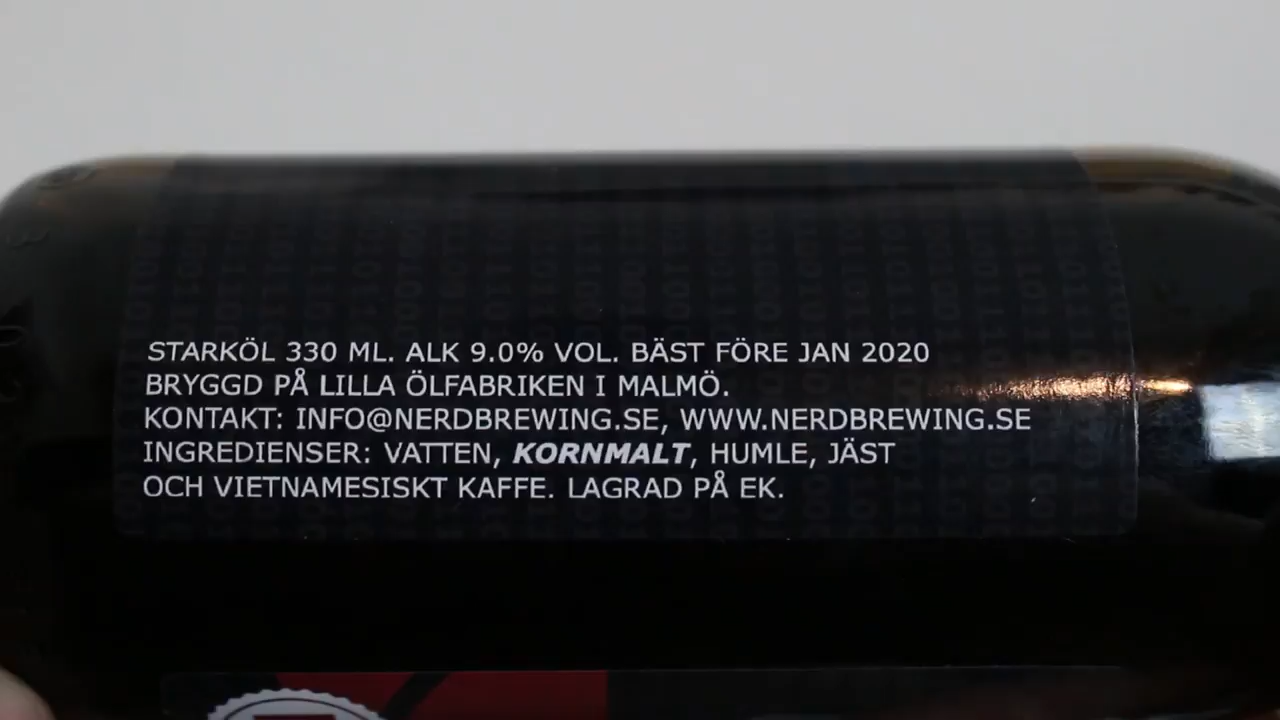 STARKÖL 330 ML. ALK 9.0% VOL. BÄST FÖRE JAN 2020
BRYGGD PÅ LILLA ÖLFABRIKEN I MALMÖ.
KONTAKT: INFO@NERDBREWING.SE, WWW.NERDBREWING.SE
INGREDIENSER: VATTEN, KORNMALT, HUMLE, JÄST
OCH VIETNAMESISKT KAFFE. LAGRAD PÅ EK.